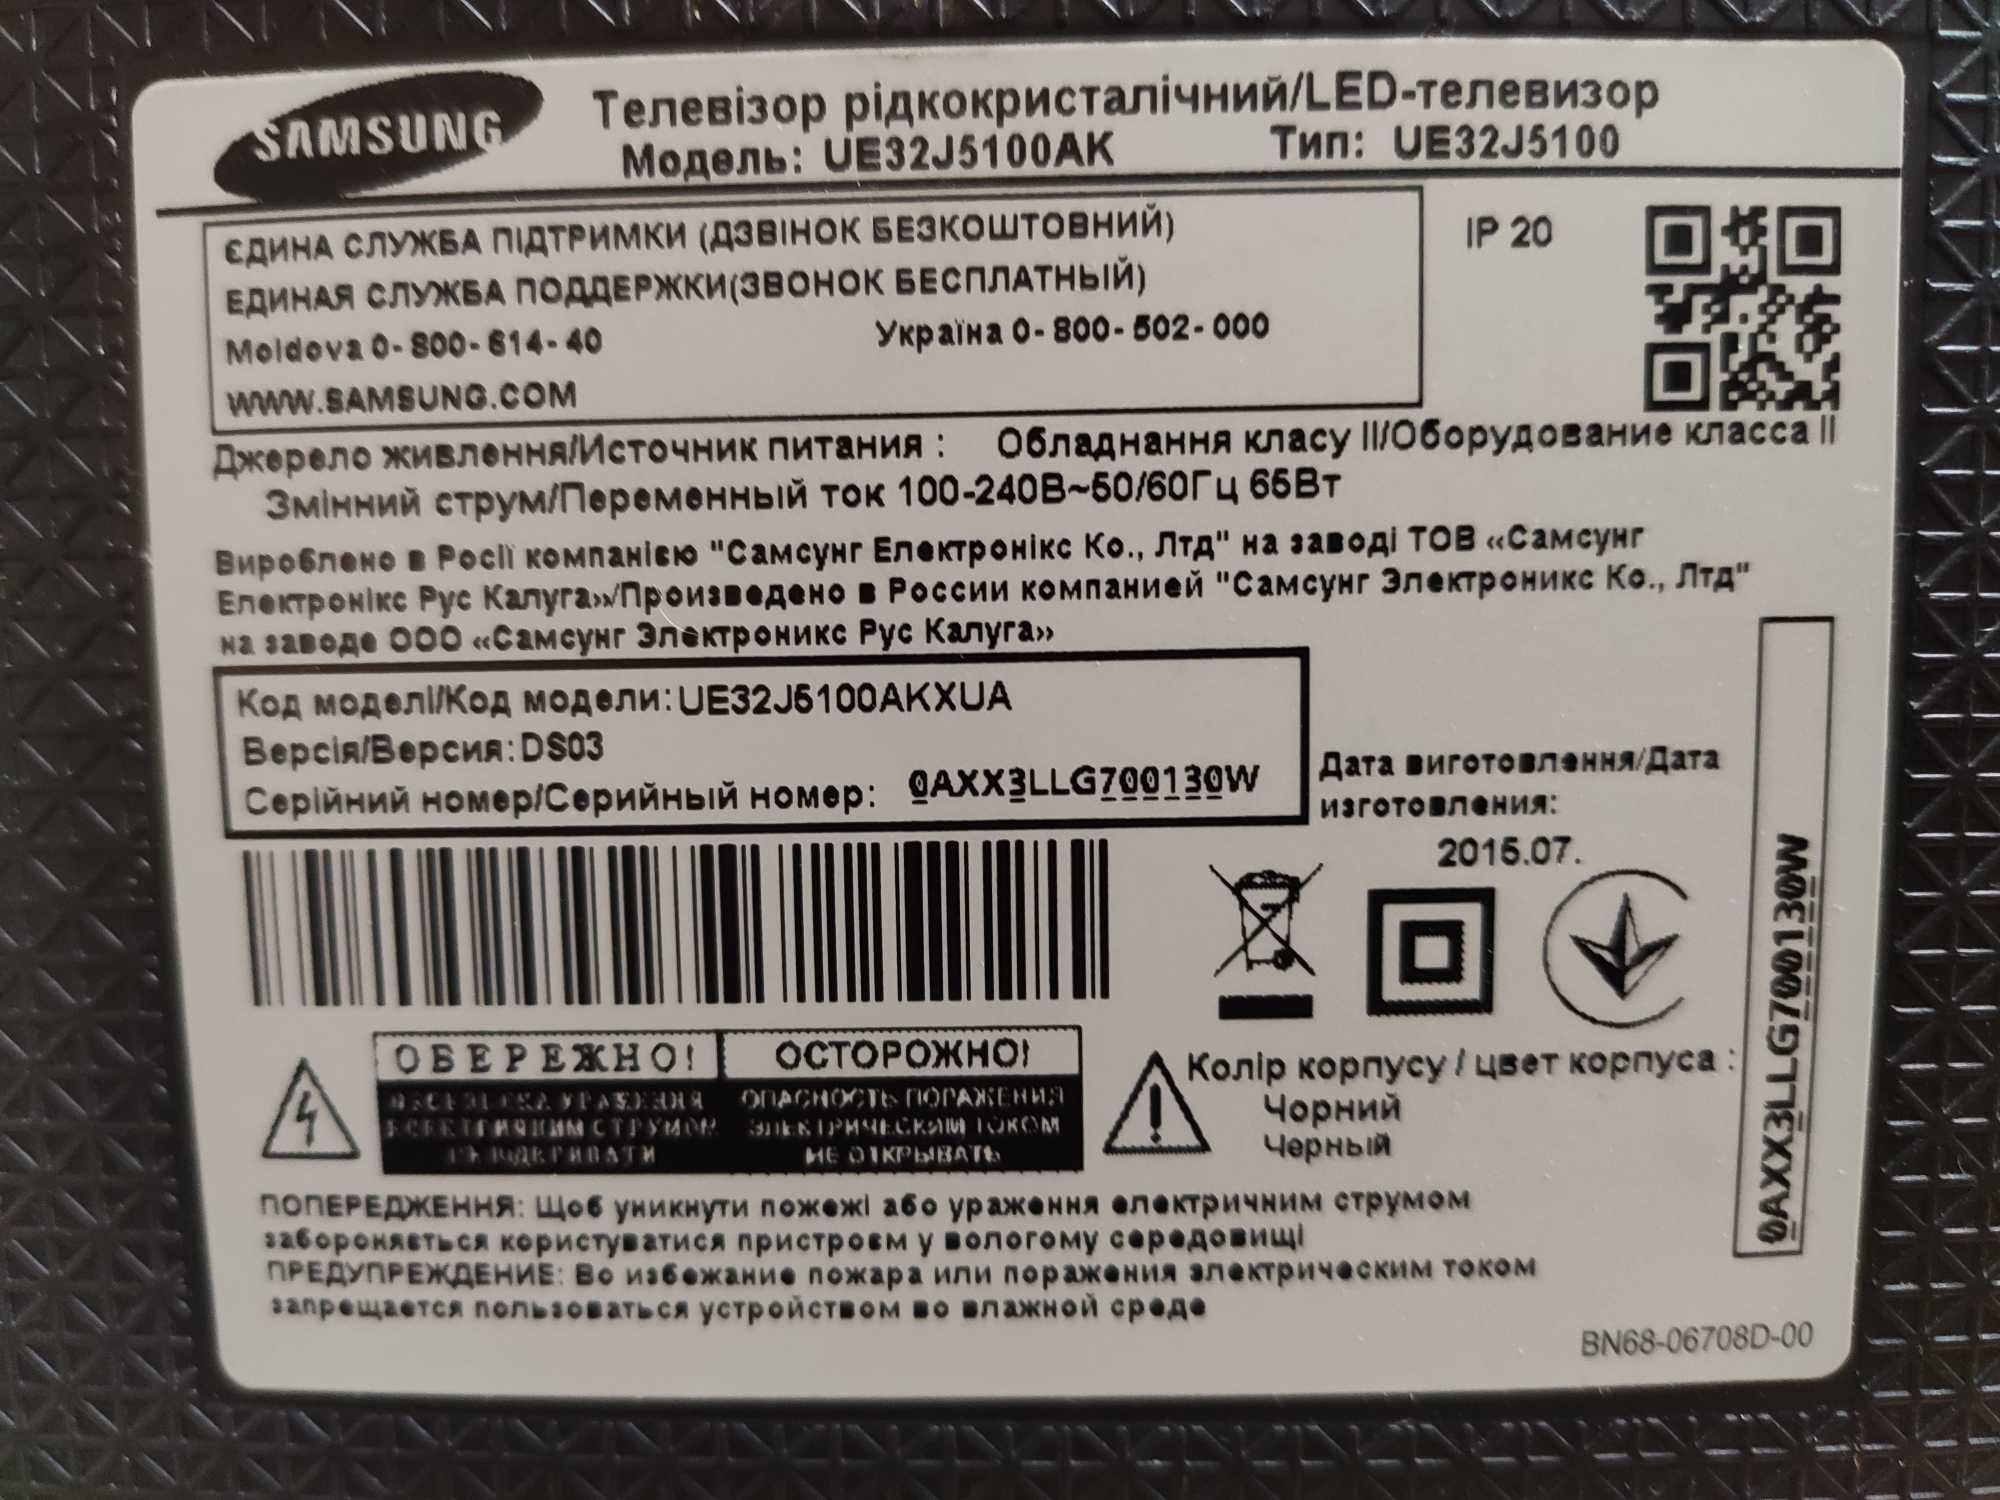 SAMSUNG
Телевізор рідкокристалічний/LED-телевизор
Модель: UE32J5100AK Тип: UE32J5100
ЄДИНА СЛУЖБА ПІДТРИМКИ (ДЗВІНОК БЕЗКОШТОВНИЙ)
ЕДИНАЯ СЛУЖБА ПОДДЕРЖКИ(ЗВОНОК БЕСПЛАТНЫЙ)
Moldova 0-800-614-40 Україна 0-800-502-000
WWW.SAMSUNG.COM
IP 20
Джерело живлення/Источник питания : Обладнання класу II/Оборудование класса II
Змінний струм/Переменный ток 100-240В~50/60Гц 65Вт
Вироблено в Росії компанією "Самсунг Електронікс Ко., Лтд" на заводі ТОВ «Самсунг
Електронікс Рус Калуга»/Произведено в России компанией "Самсунг Электроникс Ко., Лтд"
на заводе ООО «Самсунг Электроникс Рус Калуга»
Код моделі/Код модели:UE32J5100AKXUA
Версія/Версия:DS03
Серійний номер/Серийный номер: 0AXX3LLG700130W
Дата виготовлення/Дата
изготовления:
2015.07.
0AXX3LLG700130W
ОБЕРЕЖНО! ОСТОРОЖНО!
ОПАСНОСТЬ ПОРАЖЕНИЯ
ЭЛЕКТРИЧЕСКИМ ТОКОМ
НЕ ОТКРЫВАТЬ
Колір корпусу / цвет корпуса :
Чорний
Черный
ПОПЕРЕДЖЕННЯ: Щоб уникнути пожежі або ураження електричним струмом
забороняється користуватися пристроєм у вологому середовищі
ПРЕДУПРЕЖДЕНИЕ: Во избежание пожара или поражения электрическим током
запрещается пользоваться устройством во влажной среде
BN68-06708D-00